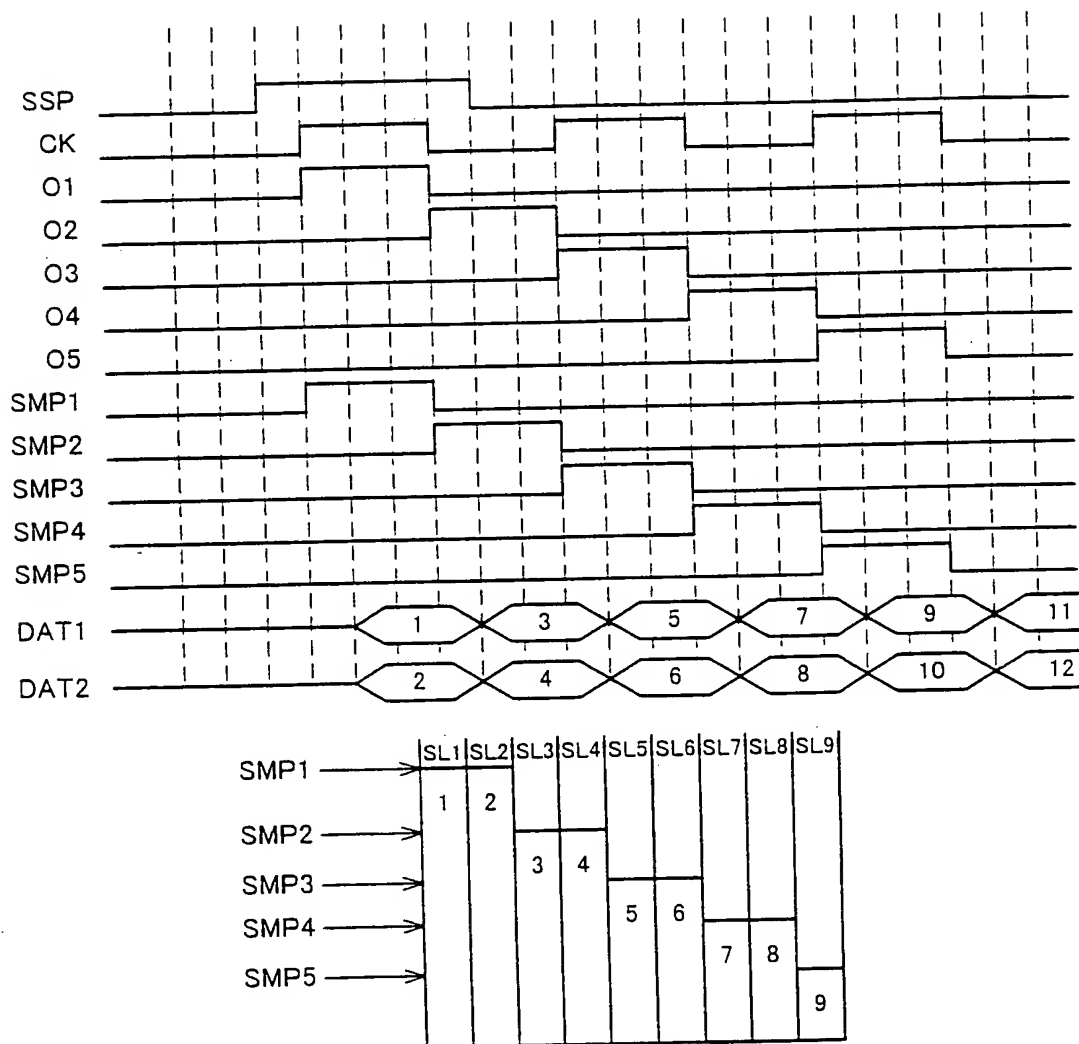 SSP
CK
O1
O2
O3
O4
O5
SMP1
SMP2
SMP3
SMP4
SMP5
DAT1 1 3 5 7 9 11
DAT2 2 4 6 8 10 12
SL1 SL2 SL3 SL4 SL5 SL6 SL7 SL8 SL9
SMP1
1 2
SMP2
3 4
SMP3
5 6
SMP4
7 8
SMP5
9